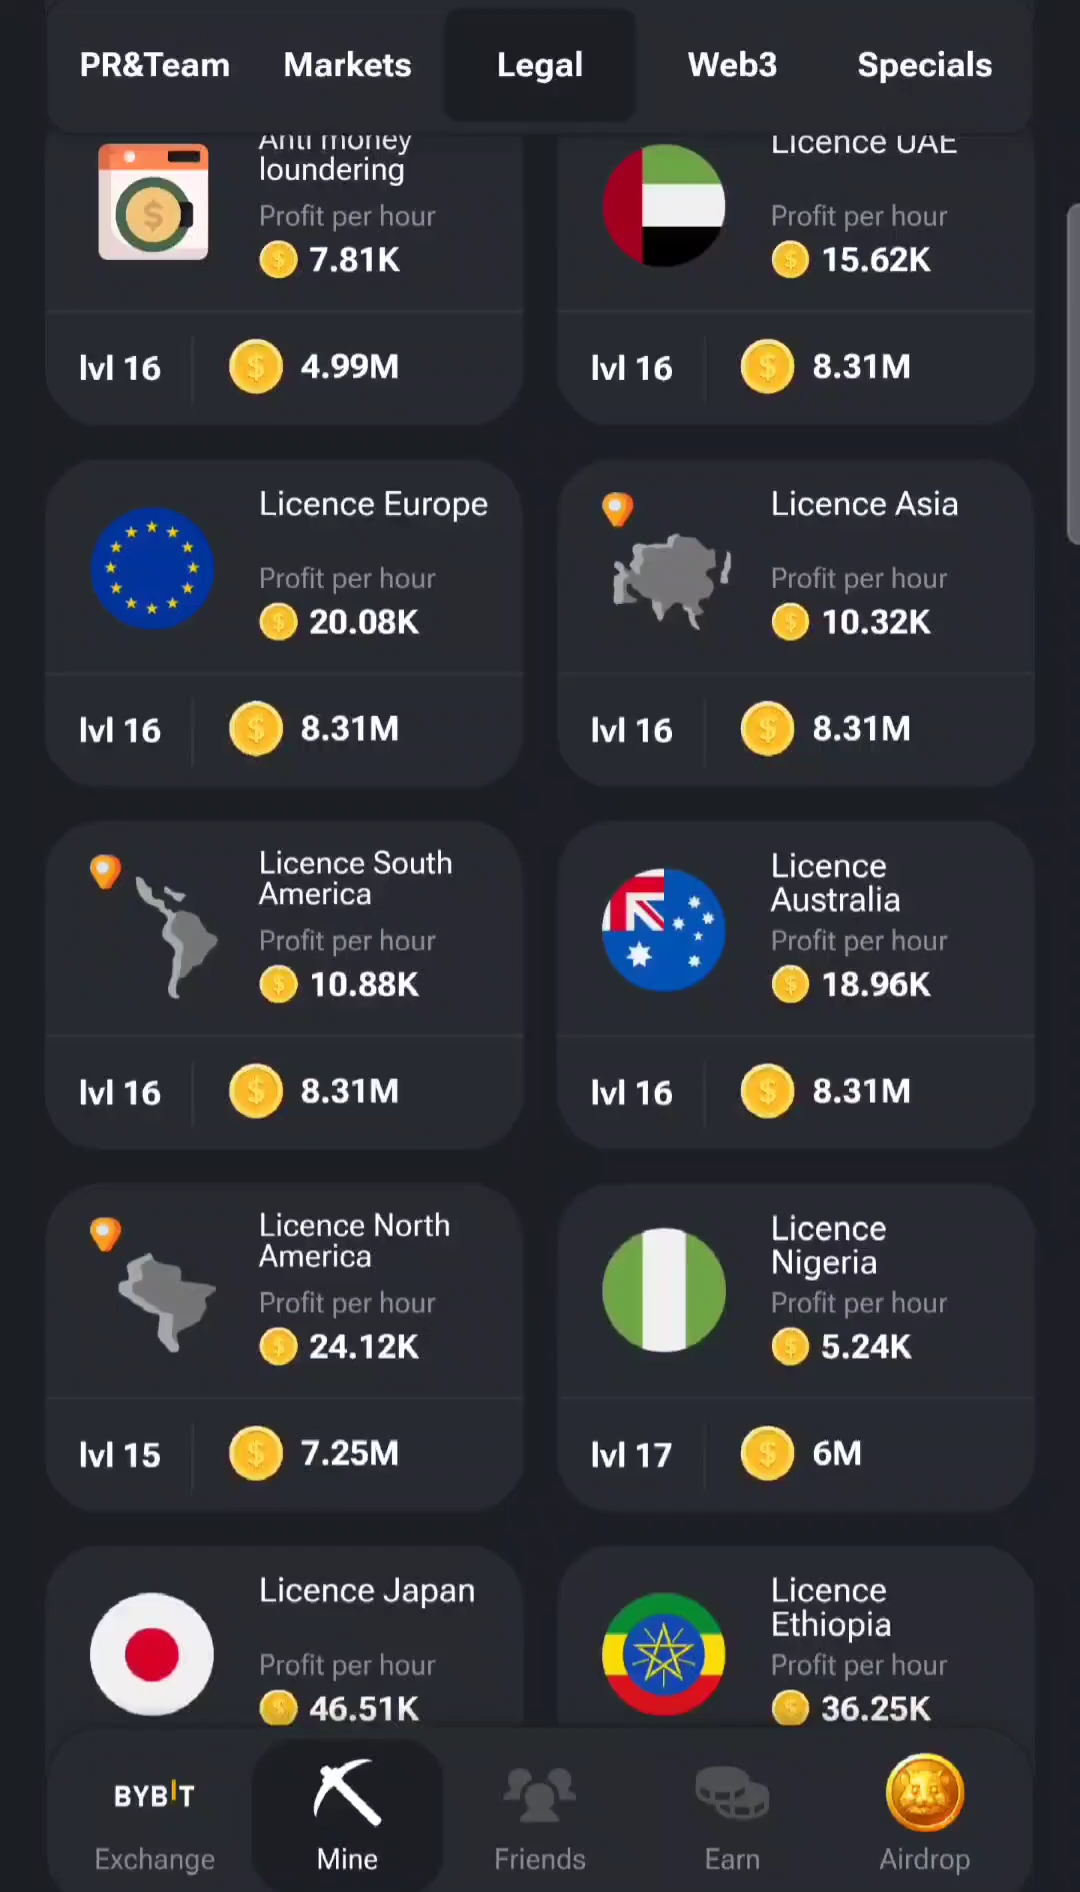 PR&Team
Markets
Legal
Web3
Specials
Anti money
loundering
Profit per hour
7.81K
lvl 16
4.99M
Licence UAE
Profit per hour
15.62K
lvl 16
8.31M
Licence Europe
Profit per hour
20.08K
lvl 16
8.31M
Licence Asia
Profit per hour
10.32K
lvl 16
8.31M
Licence South
America
Profit per hour
10.88K
lvl 16
8.31M
Licence
Australia
Profit per hour
18.96K
lvl 16
8.31M
Licence North
America
Profit per hour
24.12K
lvl 15
7.25M
Licence
Nigeria
Profit per hour
5.24K
lvl 17
6M
Licence Japan
Profit per hour
46.51K
Licence
Ethiopia
Profit per hour
36.25K
BYBIT
Exchange
Mine
Friends
Earn
Airdrop